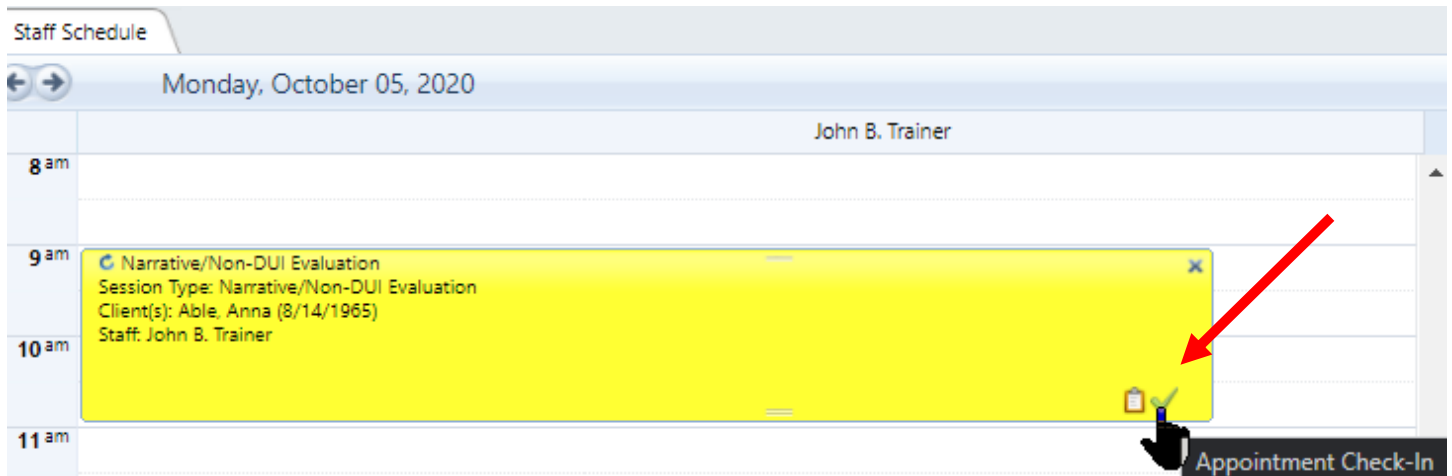 Staff Schedule
Monday, October 05, 2020
John B. Trainer
8 am
9 am
Narrative/Non-DUI Evaluation
Session Type: Narrative/Non-DUI Evaluation
Client(s): Able, Anna (8/14/1965)
Staff: John B. Trainer
10 am
11 am
Appointment Check-In